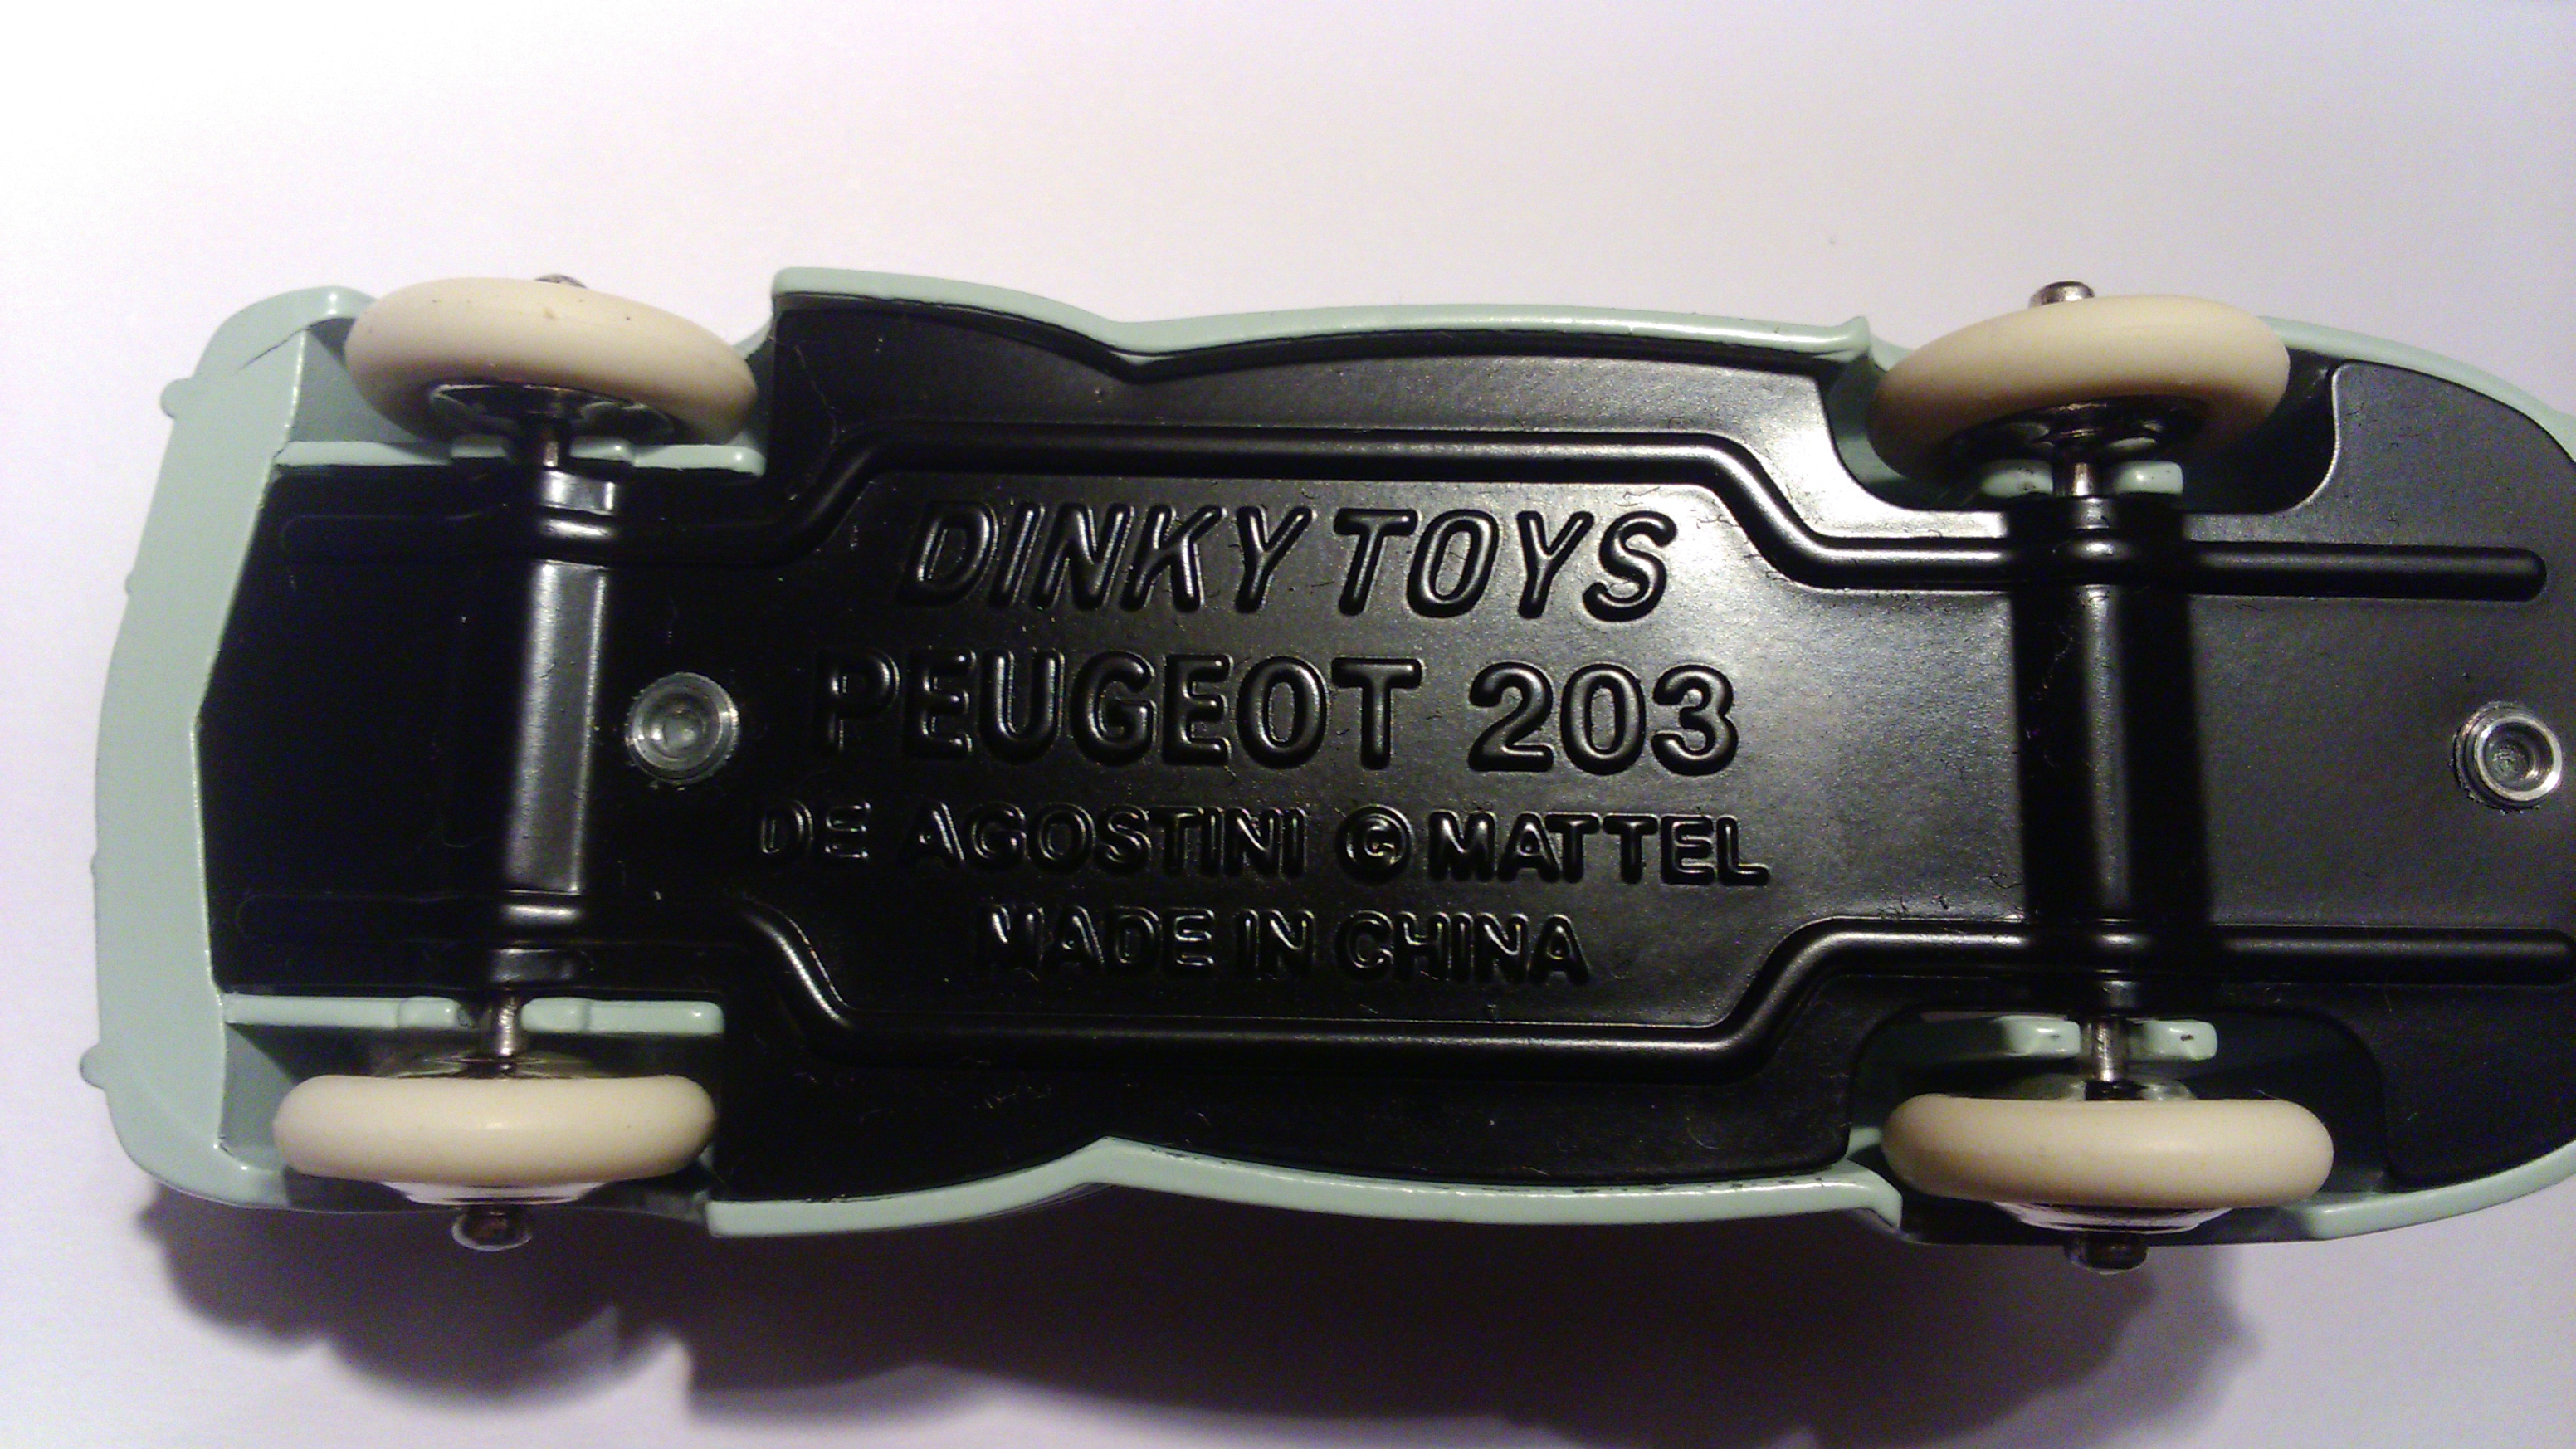 DINKY TOYS
PEUGEOT 203
DE AGOSTINI © MATTEL
MADE IN CHINA